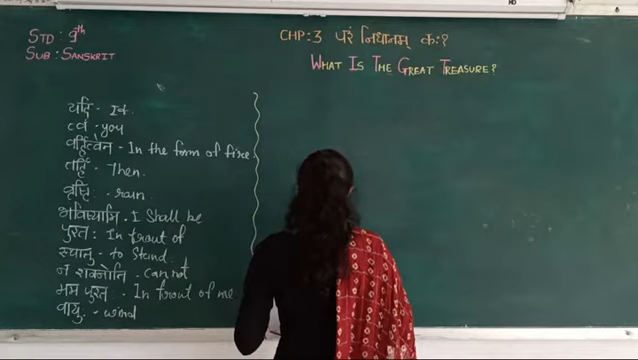 STD : 9th
SUB : SANSKRIT
CHP: 3 परं निधानम् कः?
WHAT IS THE GREAT TREASURE?
यदि - If.
त्वं - you
वह्नित्वेन - In the form of fire.
तर्हि - Then.
वृष्टिः - rain.
भविष्यामि - I shall be
पुरतः In front of
स्थातु - to stand.
न शक्नोति - can not
मम पुरत - In front of me
वायु - wind